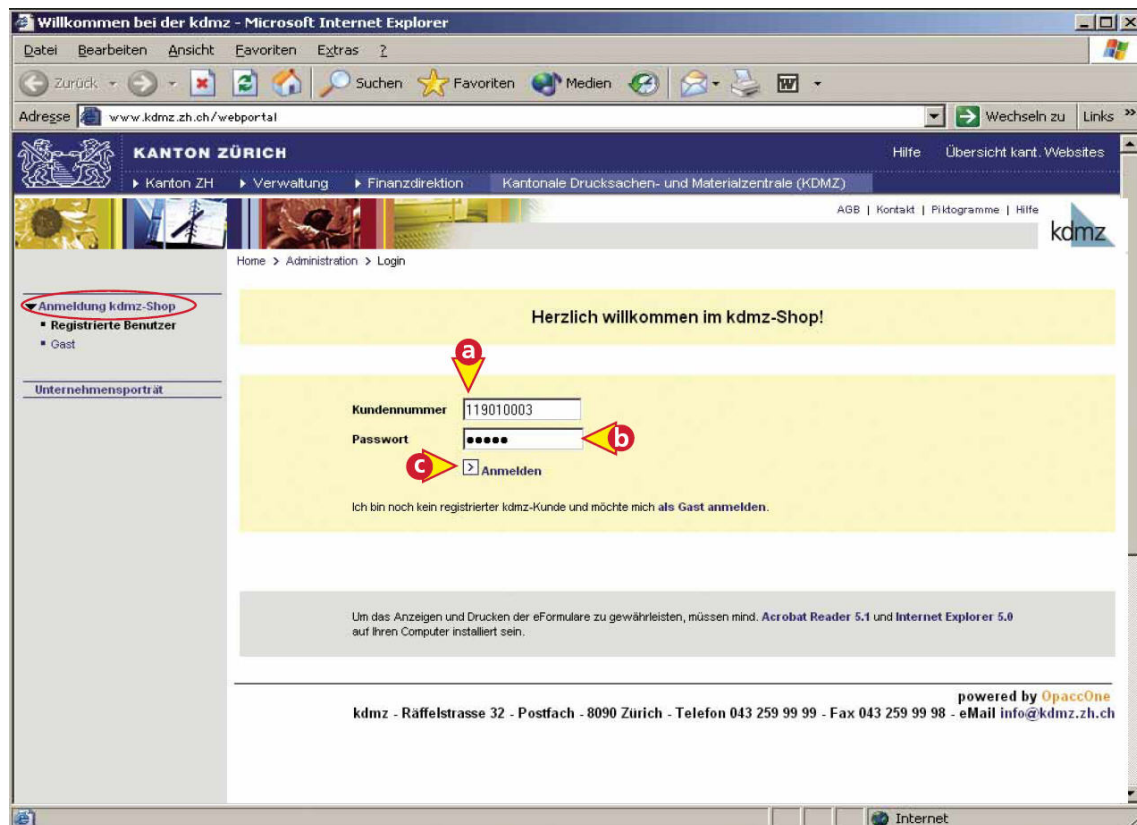 Willkommen bei der kdmz - Microsoft Internet Explorer
Datei Bearbeiten Ansicht Favoriten Extras ?
Zurück Suchen Favoriten Medien W
Adresse www.kdmz.zh.ch/webportal Wechseln zu Links »
KANTON ZÜRICH Hilfe Übersicht kant. Websites
Kanton ZH Verwaltung Finanzdirektion Kantonale Drucksachen- und Materialzentrale (KDMZ)
AGB | Kontakt | Piktogramme | Hilfe
kdmz
Home > Administration > Login
Anmeldung kdmz-Shop
Registrierte Benutzer
Gast
Unternehmensporträt
Herzlich willkommen im kdmz-Shop!
a
Kundennummer 119010003
Passwort ●●●●● b
c > Anmelden
Ich bin noch kein registrierter kdmz-Kunde und möchte mich als Gast anmelden.
Um das Anzeigen und Drucken der eFormulare zu gewährleisten, müssen mind. Acrobat Reader 5.1 und Internet Explorer 5.0
auf Ihren Computer installiert sein.
powered by OpaccOne
kdmz - Räffelstrasse 32 - Postfach - 8090 Zürich - Telefon 043 259 99 99 - Fax 043 259 99 98 - eMail info@kdmz.zh.ch
Internet